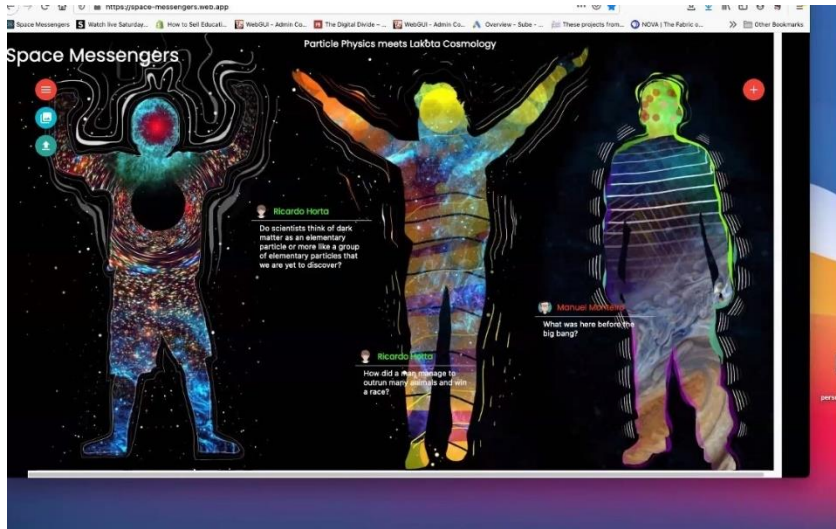 https://space-messengers.web.app
Space Messengers
Watch live Saturday...
How to Sell Educati...
WebGUI - Admin Co...
The Digital Divide – ...
WebGUI - Admin Co...
Overview - Sube - ...
These projects from...
NOVA | The Fabric o...
Other Bookmarks
Particle Physics meets Lakota Cosmology
Space Messengers
Ricardo Horta
Do scientists think of dark
matter as an elementary
particle or more like a group
of elementary particles that
we are yet to discover?
Manuel Monteiro
What was here before the
big bang?
Ricardo Horta
How did a man manage to
outrun many animals and win
a race?